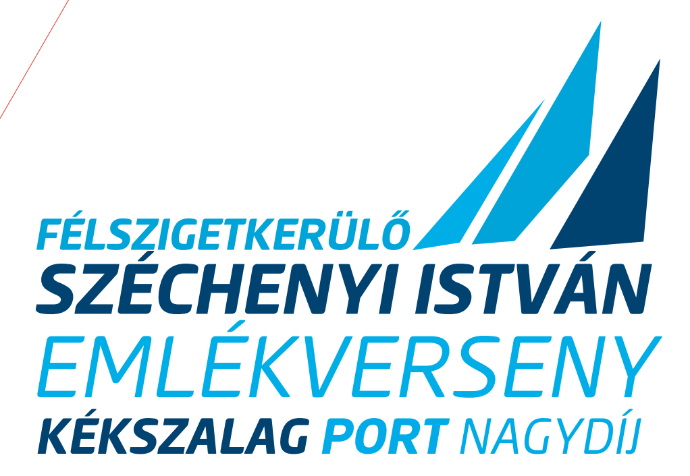 FÉLSZIGETKERÜLŐ
SZÉCHENYI ISTVÁN
EMLÉKVERSENY
KÉKSZALAG PORT NAGYDÍJ